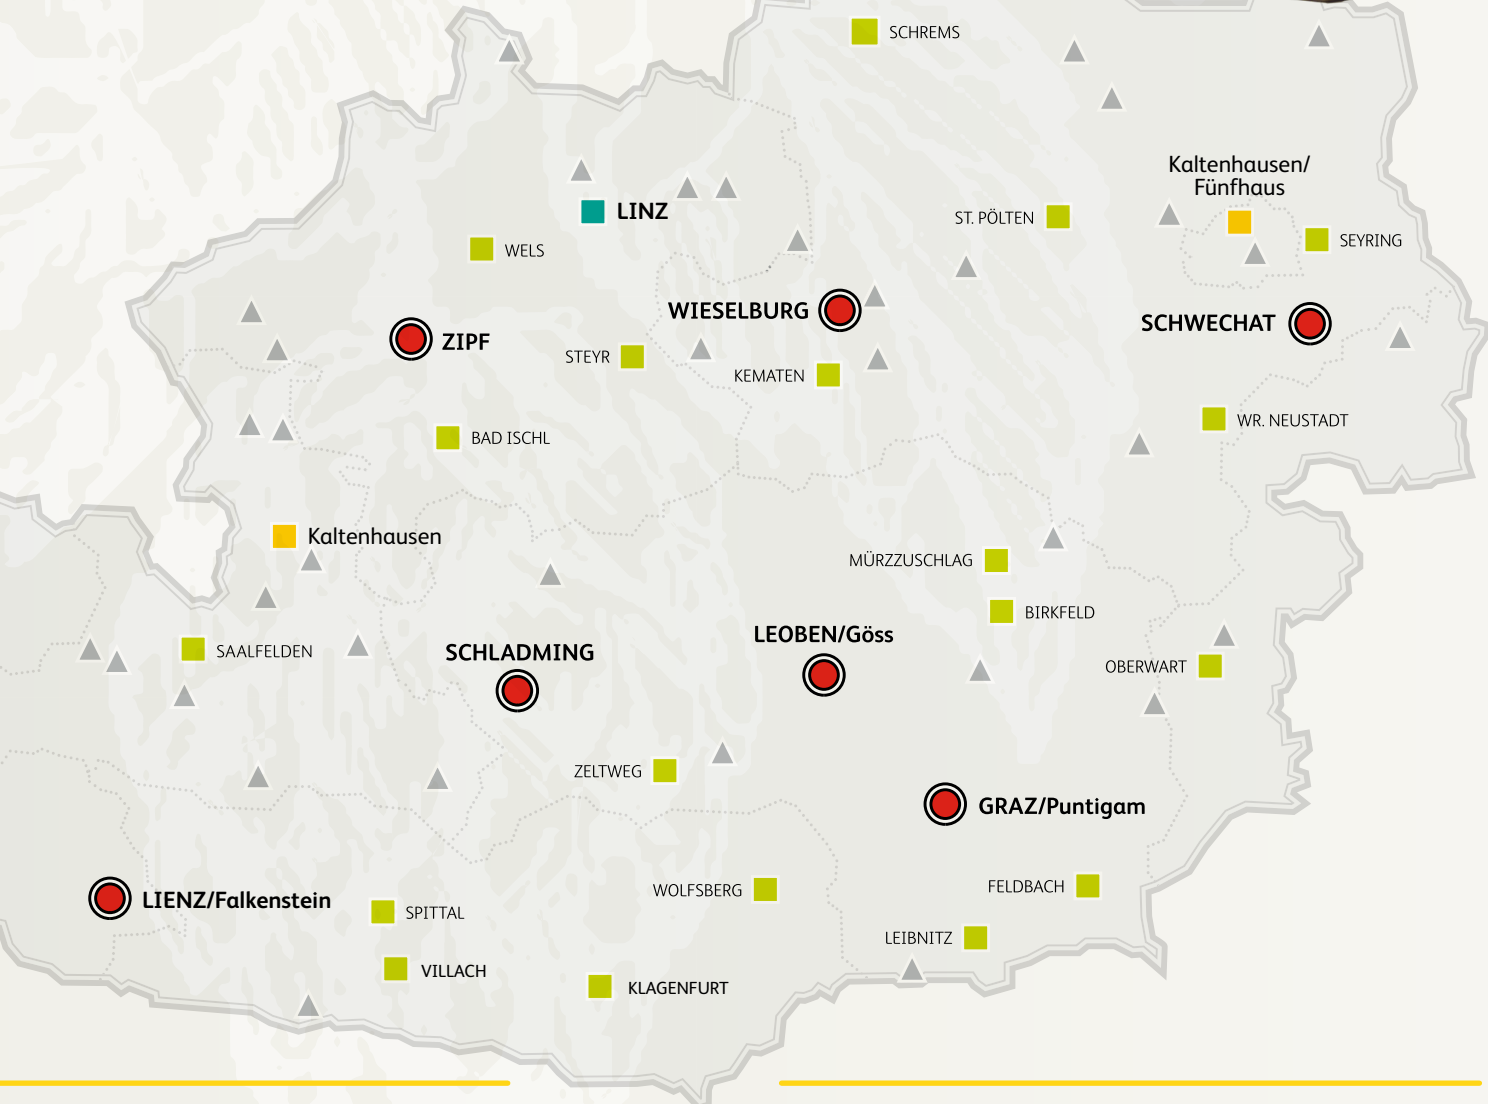 SCHREMS
Kaltenhausen/
Fünfhaus
LINZ
ST. PÖLTEN
SEYRING
WELS
WIESELBURG
SCHWECHAT
ZIPF
STEYR
KEMATEN
WR. NEUSTADT
BAD ISCHL
Kaltenhausen
MÜRZZUSCHLAG
BIRKFELD
LEOBEN/Göss
SAALFELDEN
SCHLADMING
OBERWART
ZELTWEG
GRAZ/Puntigam
FELDBACH
WOLFSBERG
LIENZ/Falkenstein
SPITTAL
LEIBNITZ
VILLACH
KLAGENFURT